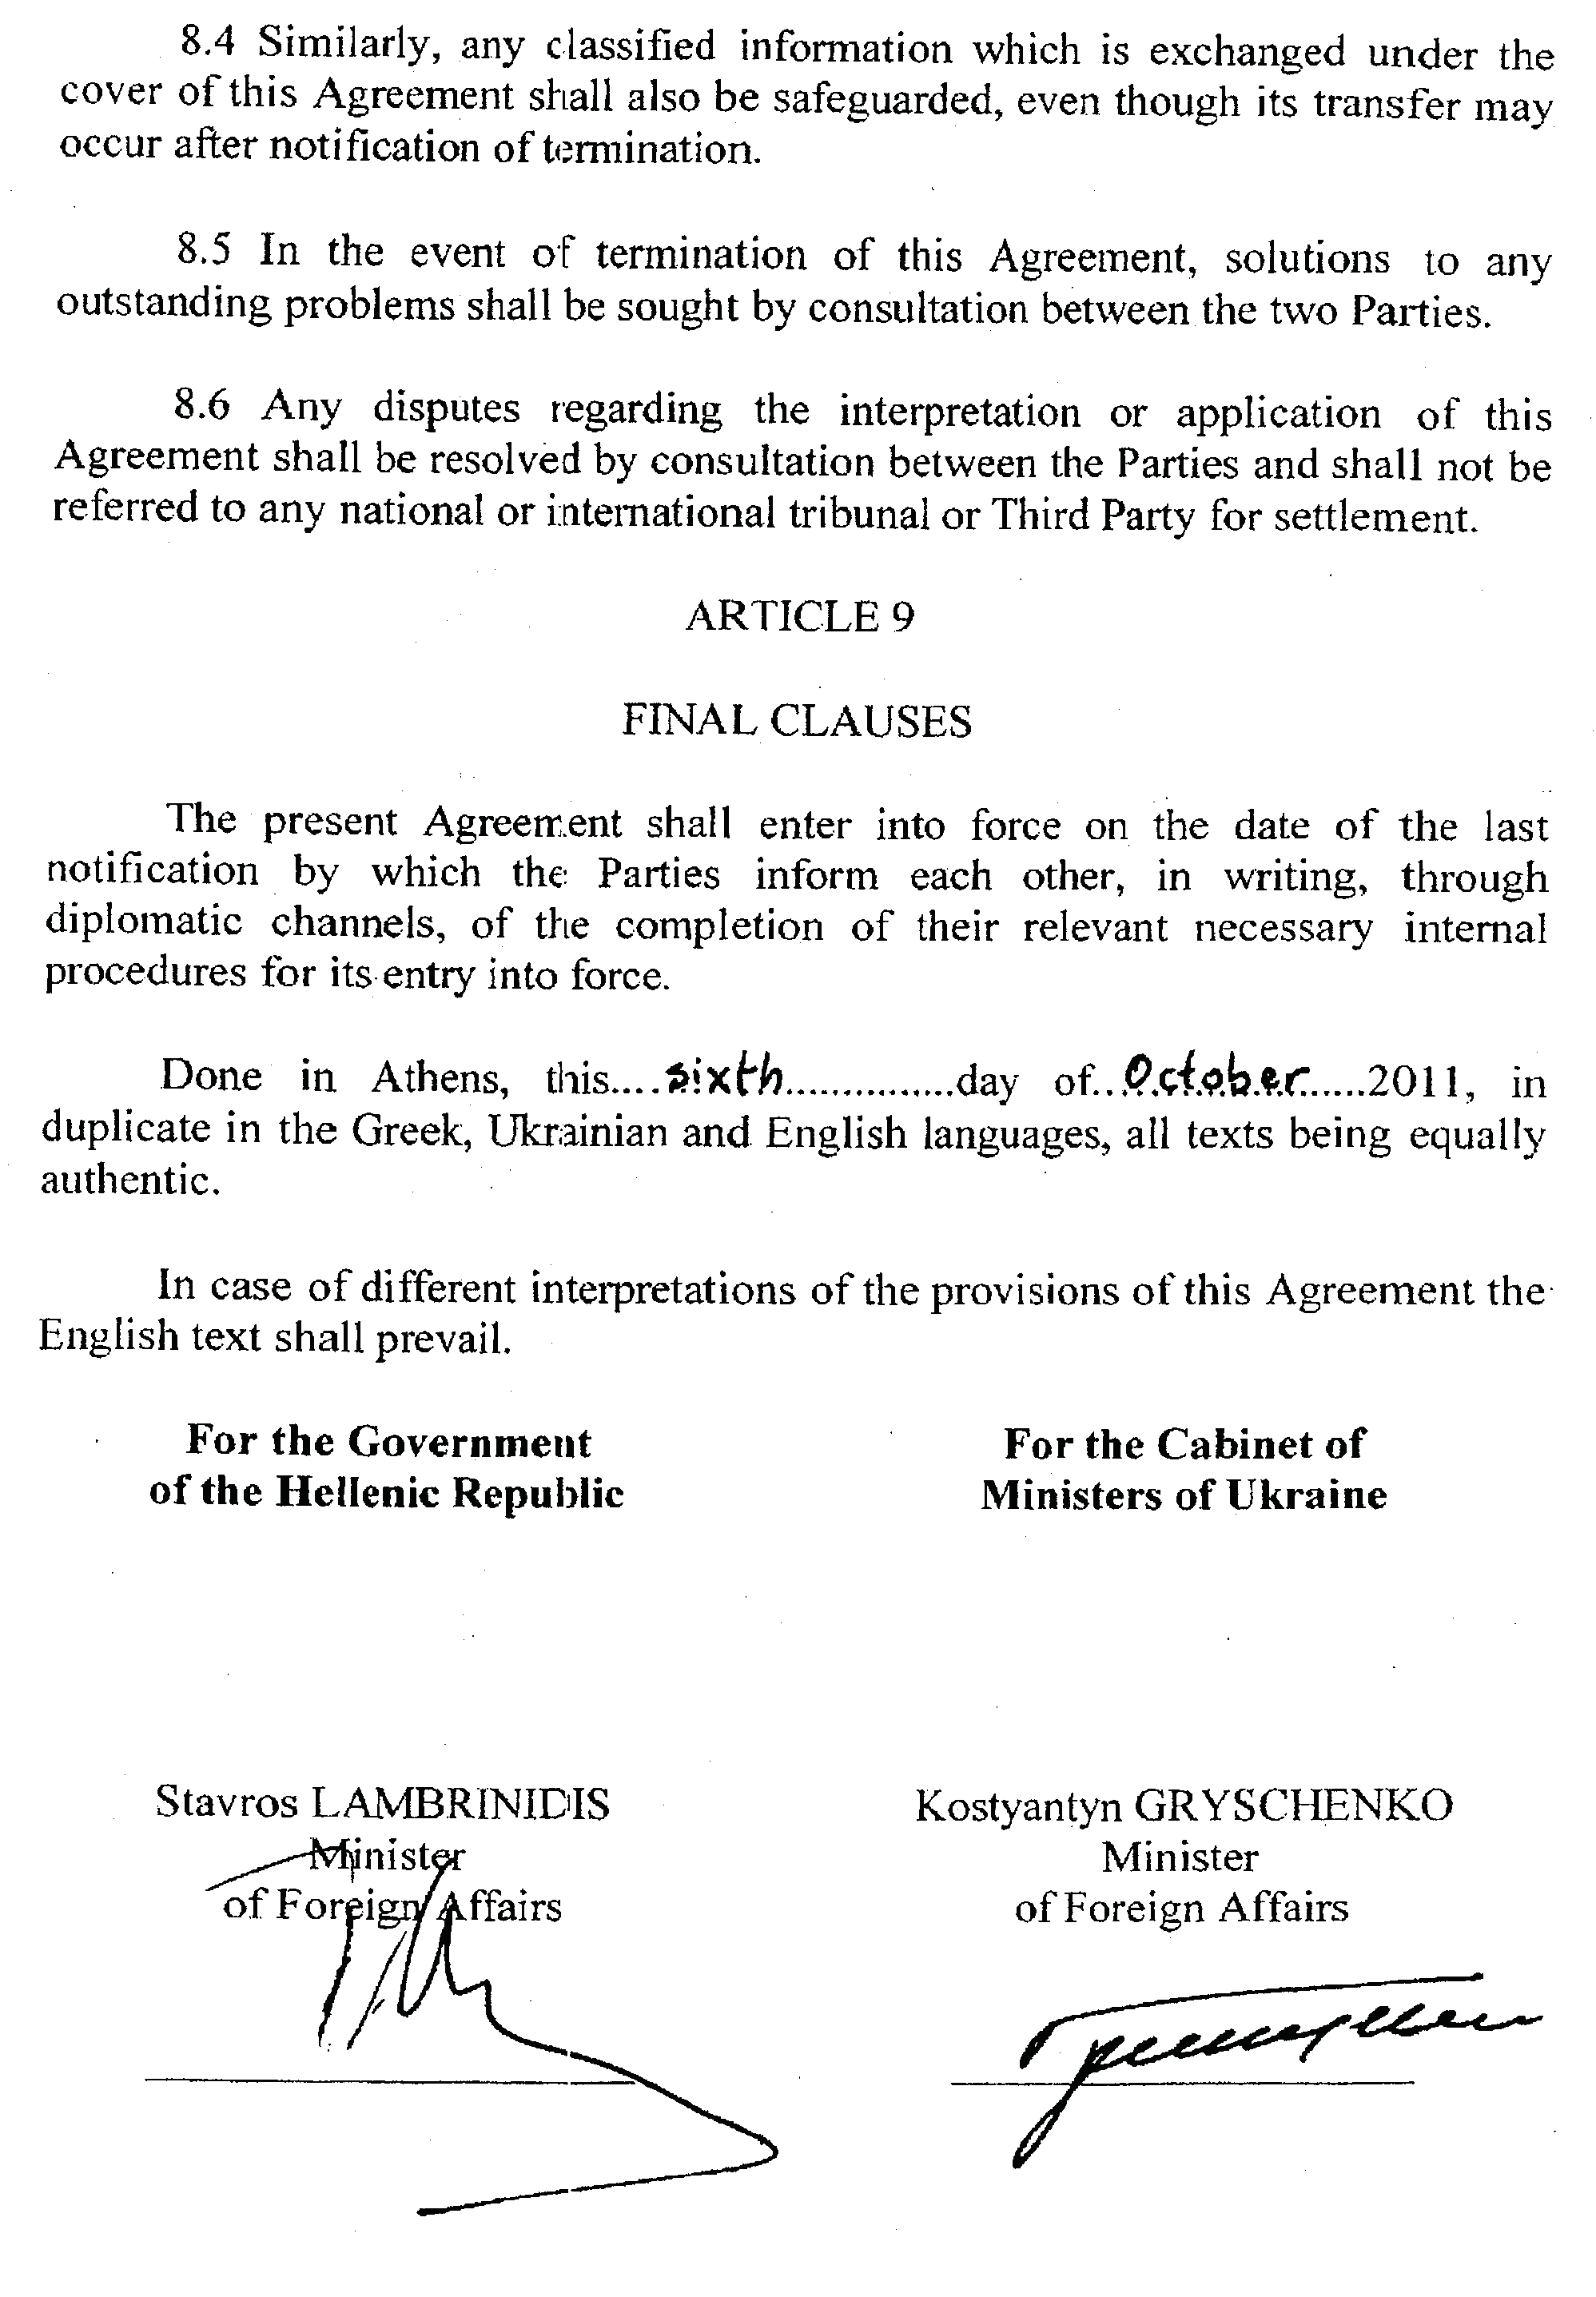 8.4 Similarly, any classified information which is exchanged under the
cover of this Agreement shall also be safeguarded, even though its transfer may
occur after notification of termination.
8.5 In the event of termination of this Agreement, solutions to any
outstanding problems shall be sought by consultation between the two Parties.
8.6 Any disputes regarding the interpretation or application of this
Agreement shall be resolved by consultation between the Parties and shall not be
referred to any national or international tribunal or Third Party for settlement.
ARTICLE 9
FINAL CLAUSES
The present Agreement shall enter into force on the date of the last
notification by which the Parties inform each other, in writing, through
diplomatic channels, of the completion of their relevant necessary internal
procedures for its entry into force.
Done in Athens, this....sixth...............day of..October......2011, in
duplicate in the Greek, Ukrainian and English languages, all texts being equally
authentic.
In case of different interpretations of the provisions of this Agreement the
English text shall prevail.
For the Government
of the Hellenic Republic
For the Cabinet of
Ministers of Ukraine
Stavros LAMBRINIDIS
Minister
of Foreign Affairs
Kostyantyn GRYSCHENKO
Minister
of Foreign Affairs